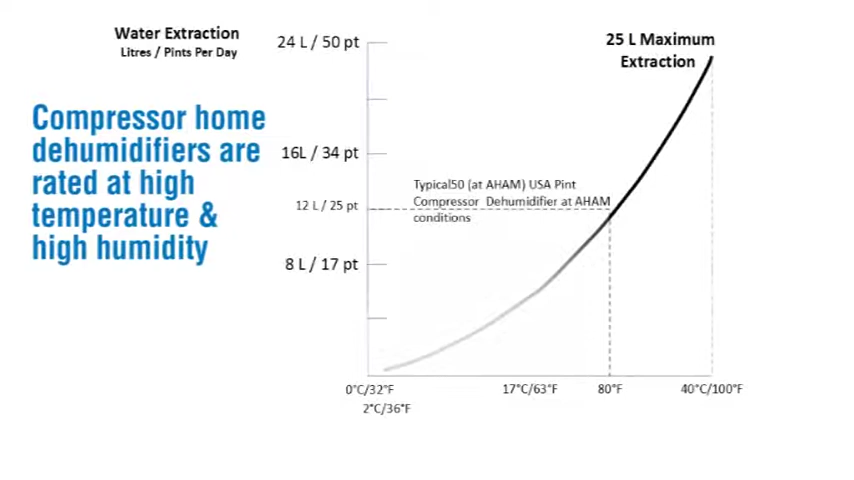 Water Extraction
Litres / Pints Per Day
24 L / 50 pt
25 L Maximum
Extraction
Compressor home
dehumidifiers are
rated at high
temperature &
high humidity
16L / 34 pt
Typical50 (at AHAM) USA Pint
Compressor Dehumidifier at AHAM
conditions
12 L / 25 pt
8 L / 17 pt
0°C/32°F
17°C/63°F
80°F
40°C/100°F
2°C/36°F